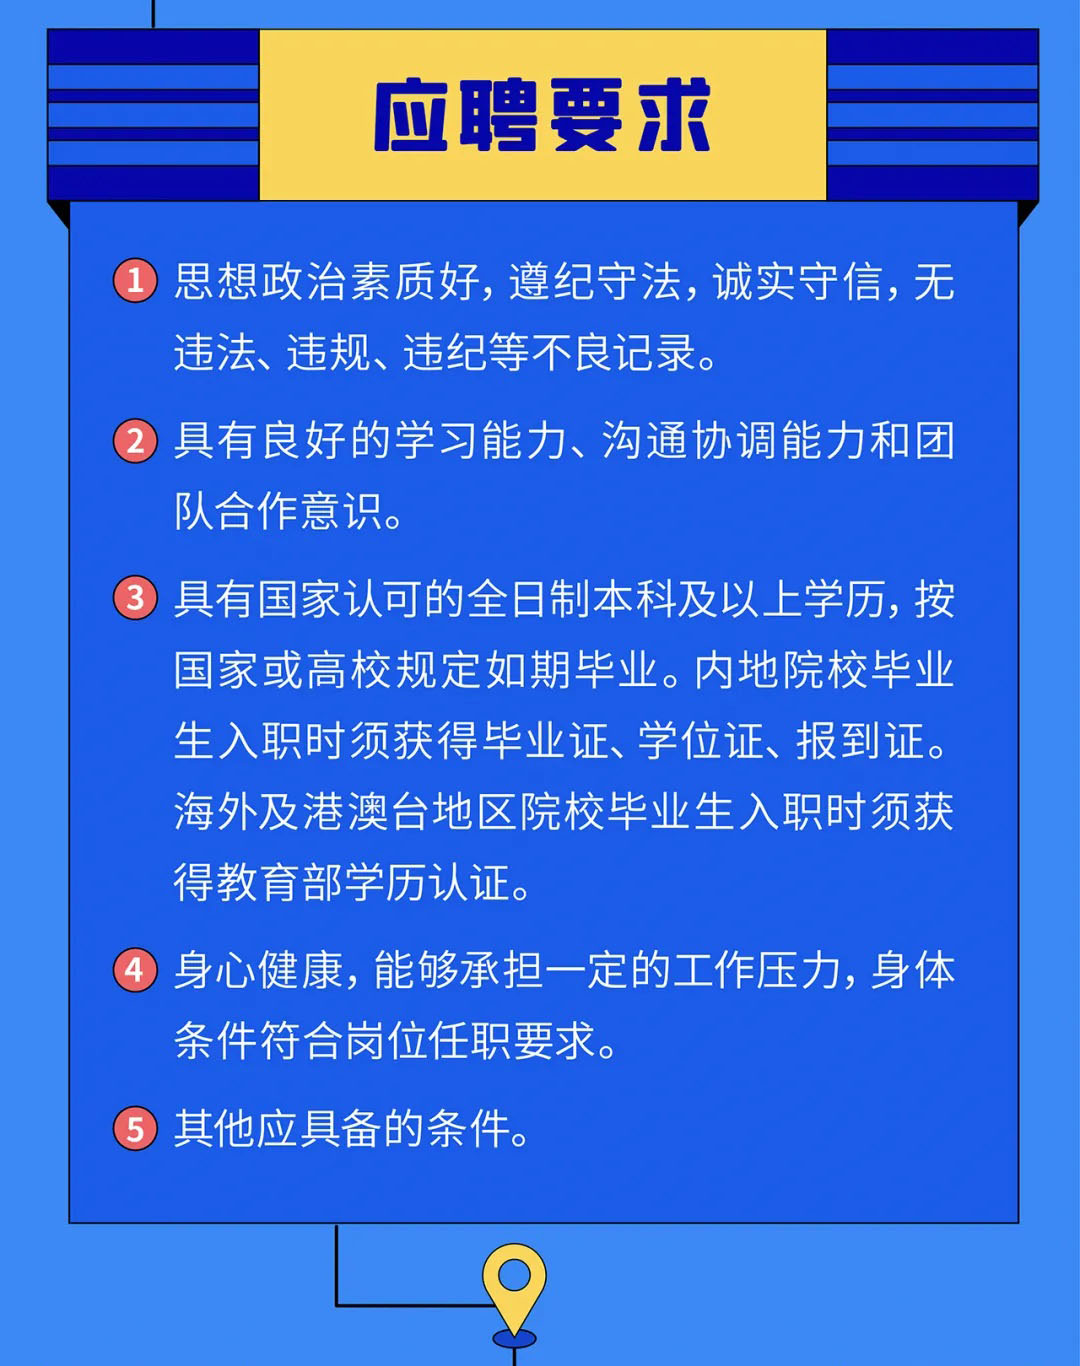 应聘要求
1 思想政治素质好，遵纪守法，诚实守信，无
违法、违规、违纪等不良记录。
2 具有良好的学习能力、沟通协调能力和团
队合作意识。
3 具有国家认可的全日制本科及以上学历，按
国家或高校规定如期毕业。内地院校毕业
生入职时须获得毕业证、学位证、报到证。
海外及港澳台地区院校毕业生入职时须获
得教育部学历认证。
4 身心健康，能够承担一定的工作压力，身体
条件符合岗位任职要求。
5 其他应具备的条件。